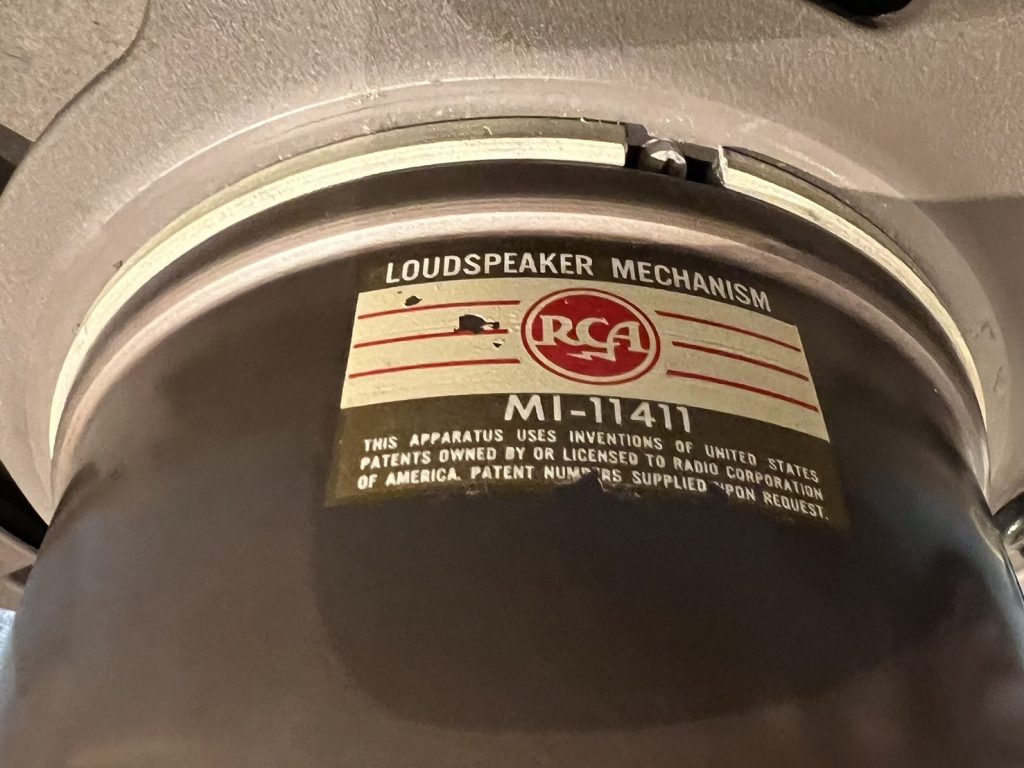 LOUDSPEAKER MECHANISM
RCA
MI-11411
THIS APPARATUS USES INVENTIONS OF UNITED STATES
PATENTS OWNED BY OR LICENSED TO RADIO CORPORATION
OF AMERICA. PATENT NUMBERS SUPPLIED UPON REQUEST.